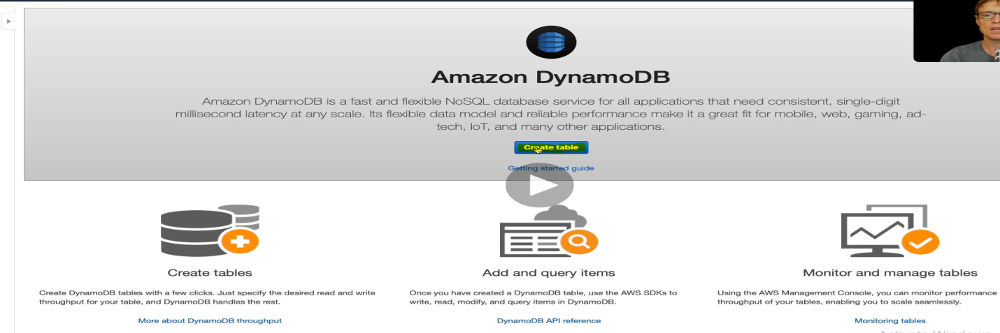 Amazon DynamoDB
Amazon DynamoDB is a fast and flexible NoSQL database service for all applications that need consistent, single-digit
millisecond latency at any scale. Its flexible data model and reliable performance make it a great fit for mobile, web, gaming, ad-
tech, IoT, and many other applications.
Create table
Getting started guide
Create tables
Create DynamoDB tables with a few clicks. Just specify the desired read and write
throughput for your table, and DynamoDB handles the rest.
More about DynamoDB throughput
Add and query items
Once you have created a DynamoDB table, use the AWS SDKs to
write, read, modify, and query items in DynamoDB.
DynamoDB API reference
Monitor and manage tables
Using the AWS Management Console, you can monitor performance
throughput of your tables, enabling you to scale seamlessly.
Monitoring tables
Activate Windows